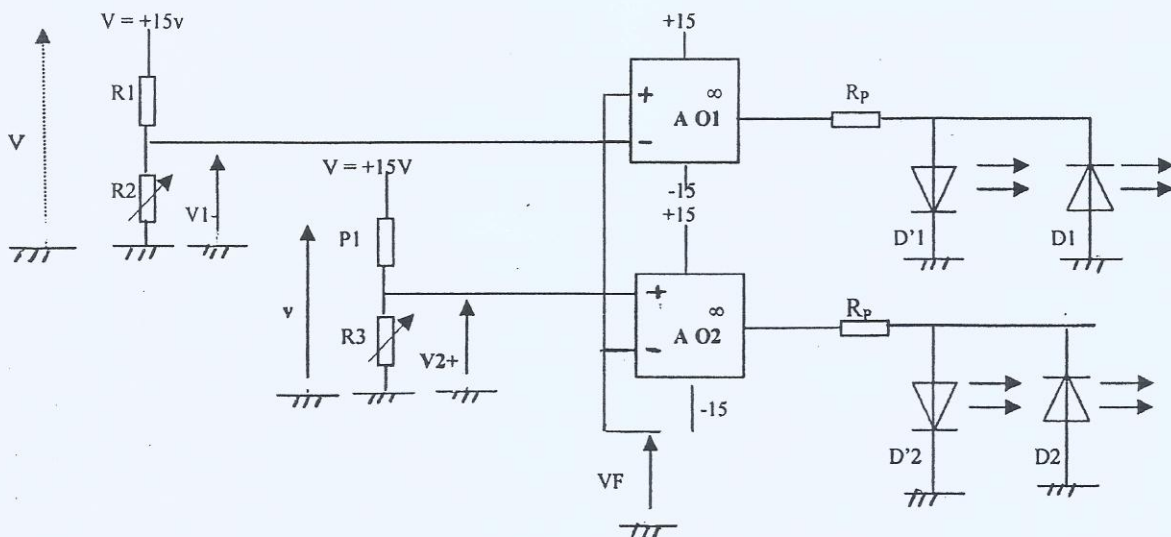 V = +15v
+15
R1
+
∞
A O1
-
RP
V
V = +15V
R2
V1-
-15
+15
D'1
D1
P1
+
∞
A O2
-
RP
v
R3
V2+
-15
D'2
D2
VF